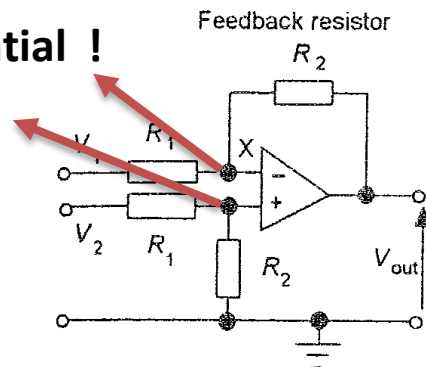 Feedback resistor
tial !
R2
V1
R1
X
−
+
V2
R1
R2
Vout